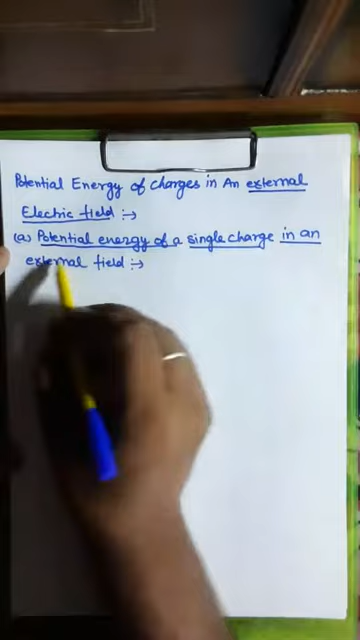 Potential Energy of charges in An external
Electric field :→
(a) Potential energy of a single charge in an
external field :→